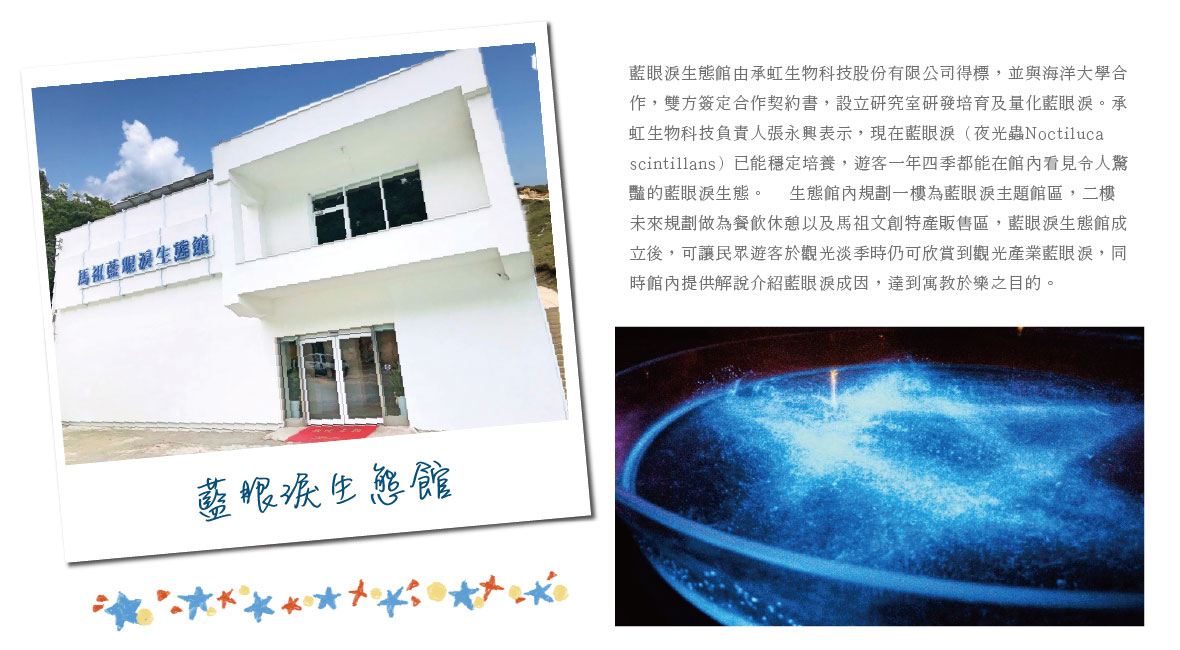 馬祖藍眼淚生態館
藍眼淚生態館
藍眼淚生態館由承虹生物科技股份有限公司得標，並與海洋大學合
作，雙方簽定合作契約書，設立研究室研發培育及量化藍眼淚。承
虹生物科技負責人張永興表示，現在藍眼淚（夜光蟲Noctiluca
scintillans）已能穩定培養，遊客一年四季都能在館內看見令人驚
豔的藍眼淚生態。　生態館內規劃一樓為藍眼淚主題館區，二樓
未來規劃做為餐飲休憩以及馬祖文創特產販售區，藍眼淚生態館成
立後，可讓民眾遊客於觀光淡季時仍可欣賞到觀光產業藍眼淚，同
時館內提供解說介紹藍眼淚成因，達到寓教於樂之目的。